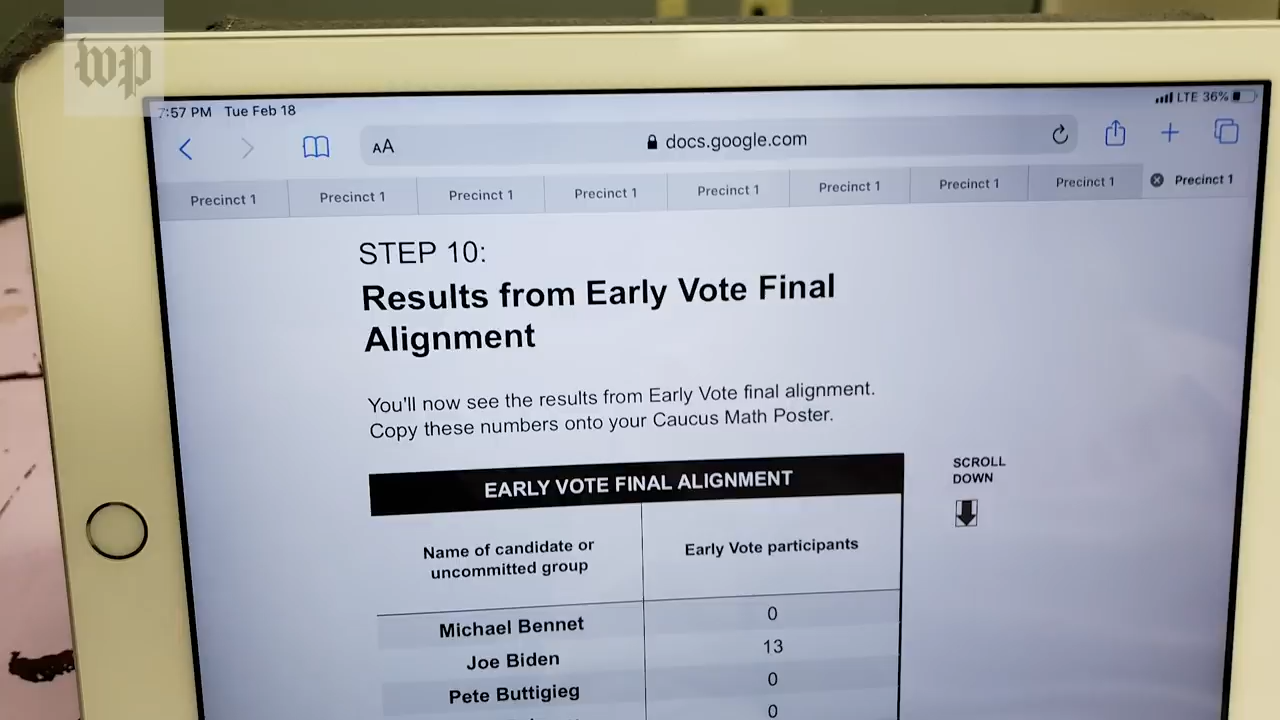 wp
7:57 PM Tue Feb 18
LTE 36%
AA
docs.google.com
Precinct 1
Precinct 1
Precinct 1
Precinct 1
Precinct 1
Precinct 1
Precinct 1
Precinct 1
Precinct 1
STEP 10:
Results from Early Vote Final
Alignment
You'll now see the results from Early Vote final alignment.
Copy these numbers onto your Caucus Math Poster.
SCROLL
DOWN
EARLY VOTE FINAL ALIGNMENT
Name of candidate or
uncommitted group
Early Vote participants
Michael Bennet 0
Joe Biden 13
Pete Buttigieg 0
0